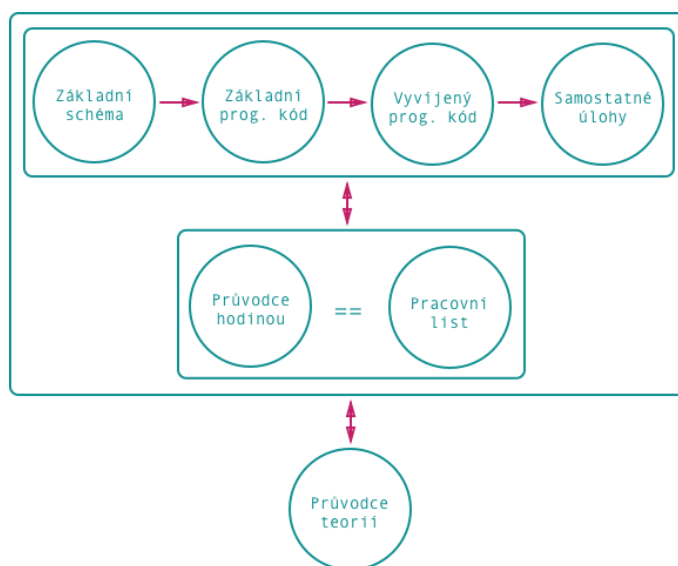 Základní
schéma
Základní
prog. kód
Vyvíjený
prog. kód
Samostatné
úlohy
Průvodce
hodinou
==
Pracovní
list
Průvodce
teorií